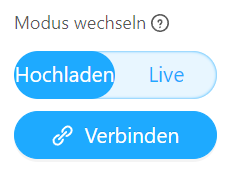 Modus wechseln ?
Hochladen Live
Verbinden